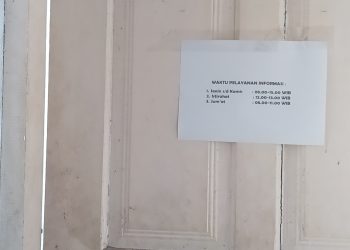 WAKTU PELAYANAN INFORMASI :
1. Senin s/d Kamis : 08.00-15.00 WIB
2. Istirahat : 12.00-13.00 WIB
3. Jum'at : 08.00-11.00 WIB